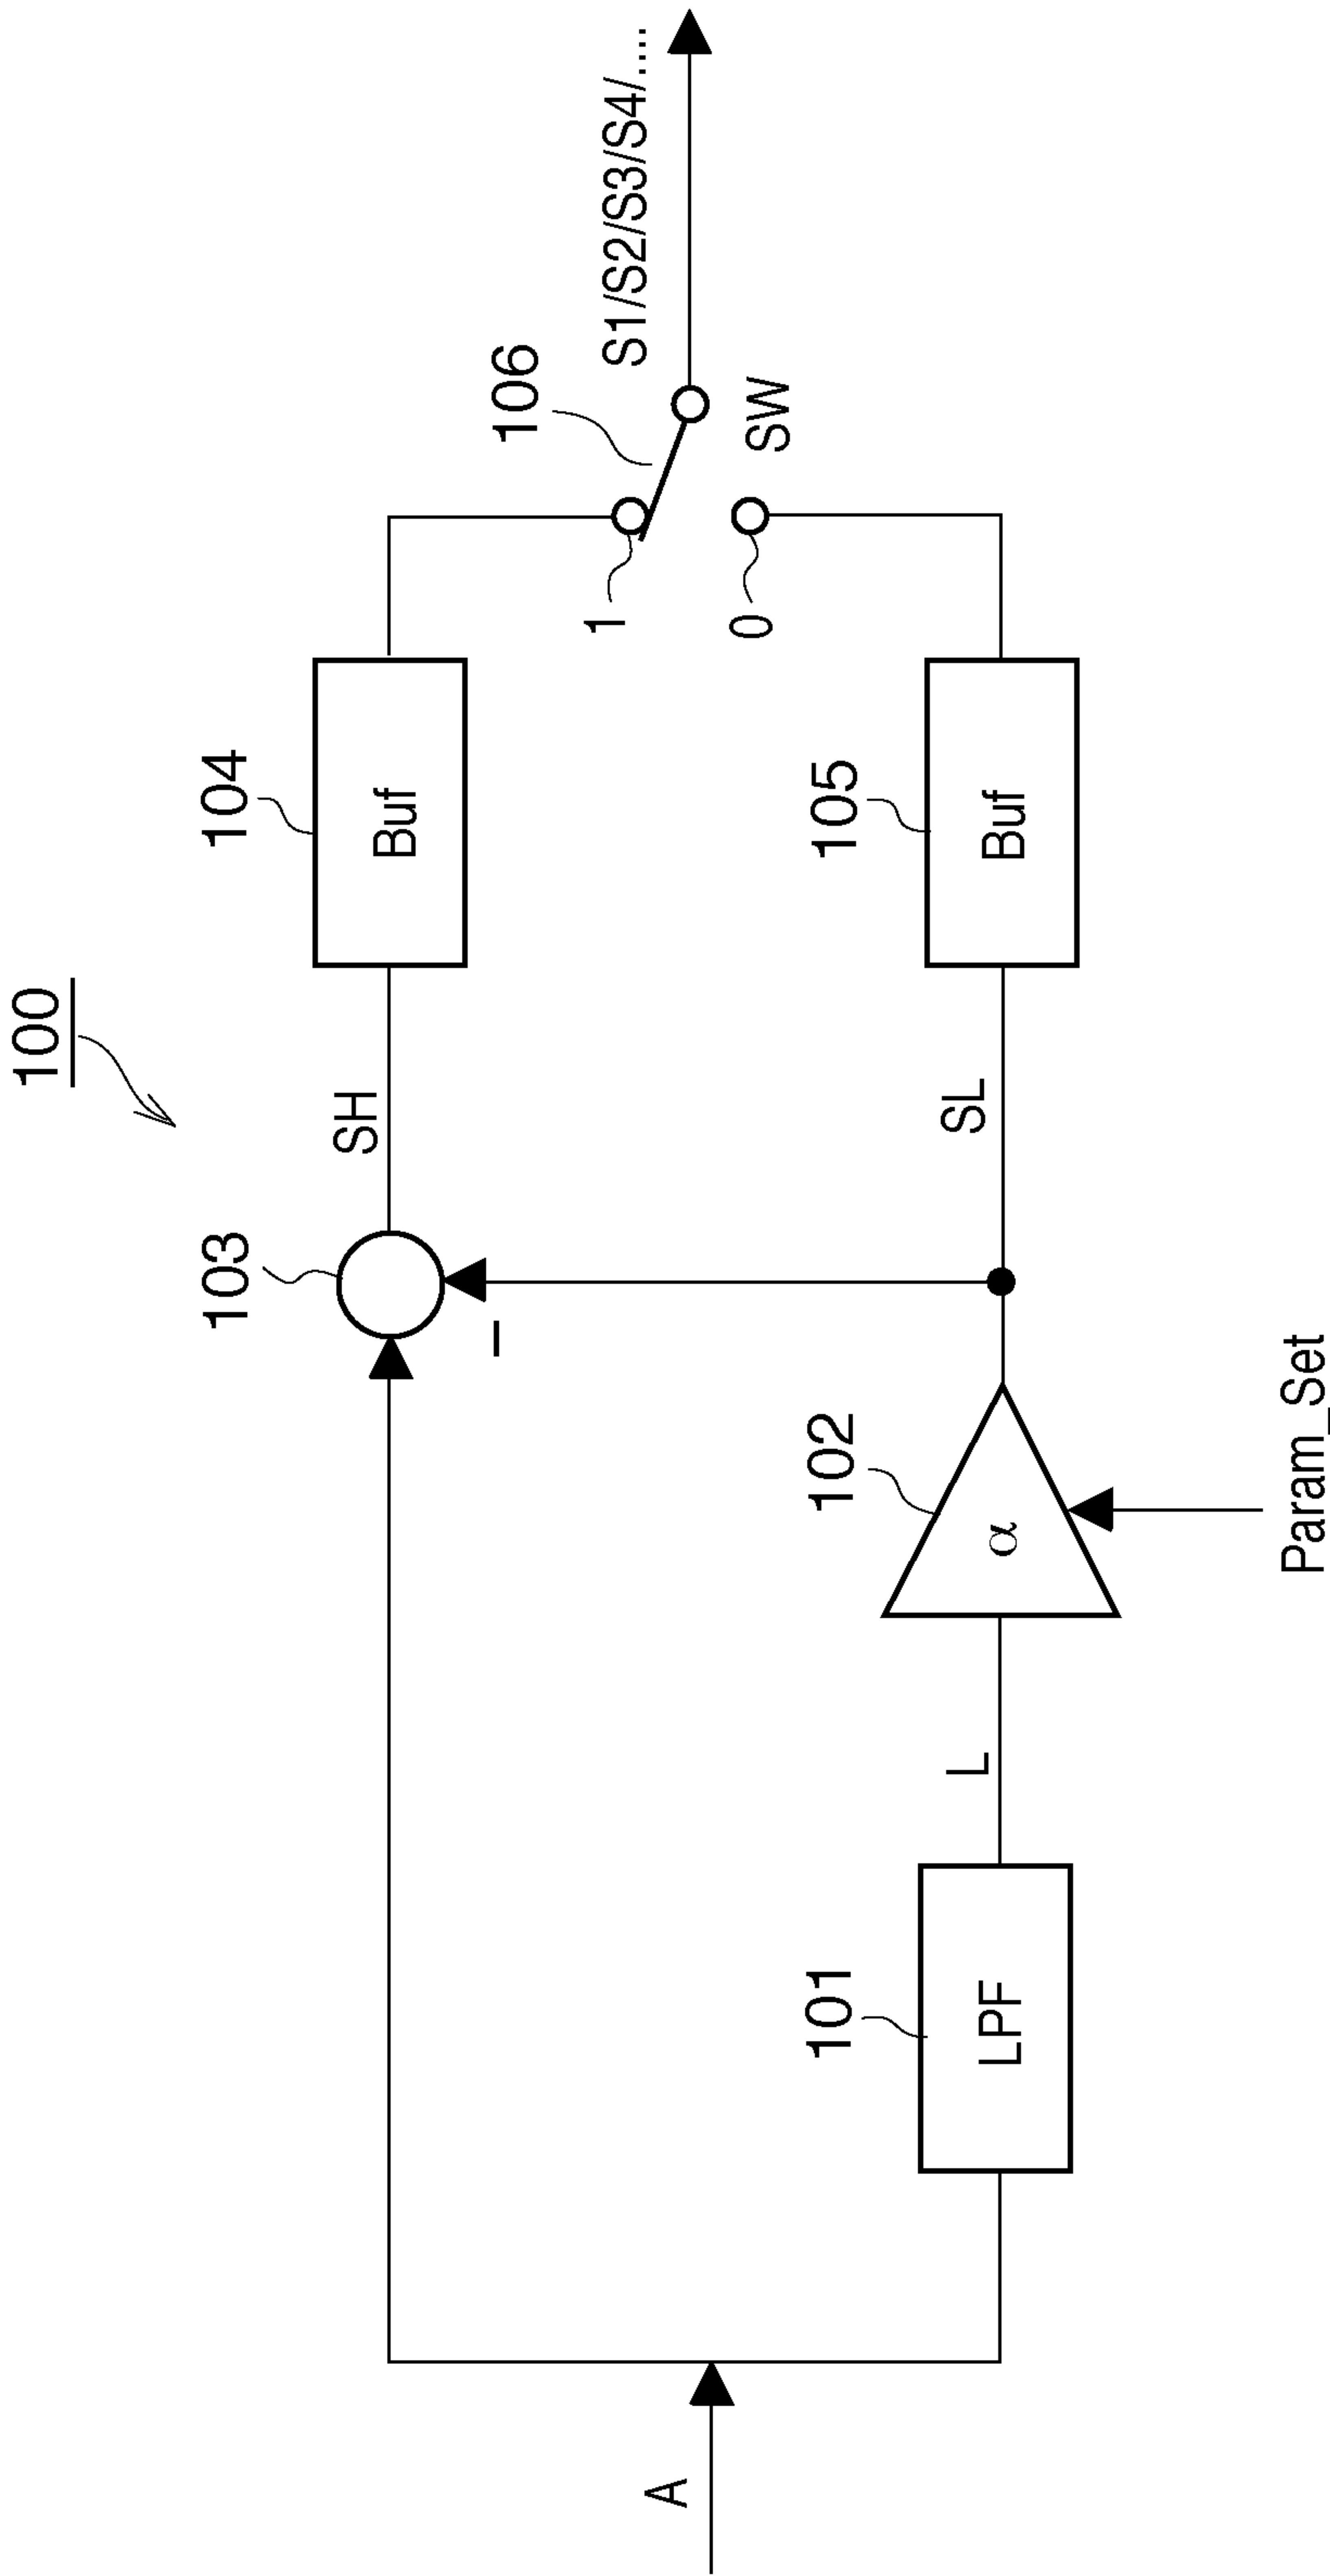 100
103
SH
104
Buf
106
1
S1/S2/S3/S4/....
SW
0
A
101
LPF
L
102
α
Param_Set
−
SL
105
Buf